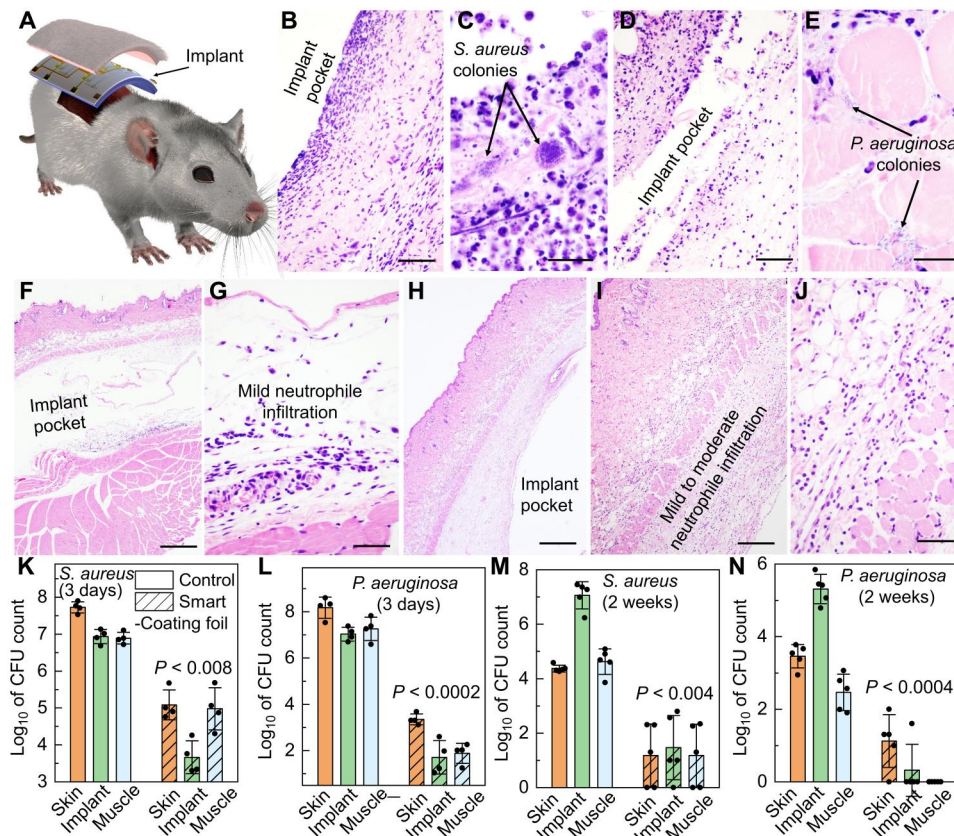 A
Implant
B
Implant
pocket
C
S. aureus
colonies
D
Implant pocket
E
P. aeruginosa
colonies
F
Implant
pocket
G
Mild neutrophile
infiltration
H
Implant
pocket
I
Mild to moderate
neutrophile infiltration
J
K
S. aureus
(3 days)
Control
Smart
-Coating foil
P < 0.008
Log10 of CFU count
8
7
6
5
4
3
Skin
Implant
Muscle
Skin
Implant
Muscle
L
P. aeruginosa
(3 days)
P < 0.0002
Log10 of CFU count
8
6
4
2
Skin
Implant
Muscle
Skin
Implant
Muscle
M
S. aureus
(2 weeks)
P < 0.004
Log10 of CFU count
8
6
4
2
0
Skin
Implant
Muscle
Skin
Implant
Muscle
N
P. aeruginosa
(2 weeks)
P < 0.0004
Log10 of CFU count
6
4
2
0
Skin
Implant
Muscle
Skin
Implant
Muscle